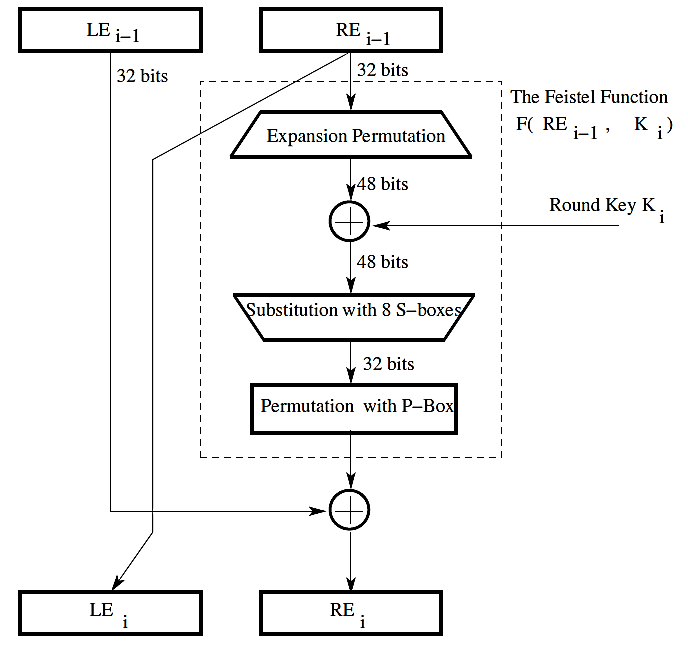 LE i–1
RE i–1
32 bits
32 bits
The Feistel Function
F( RE i–1 , K i )
Expansion Permutation
48 bits
Round Key K i
48 bits
Substitution with 8 S–boxes
32 bits
Permutation with P–Box
LE i
RE i